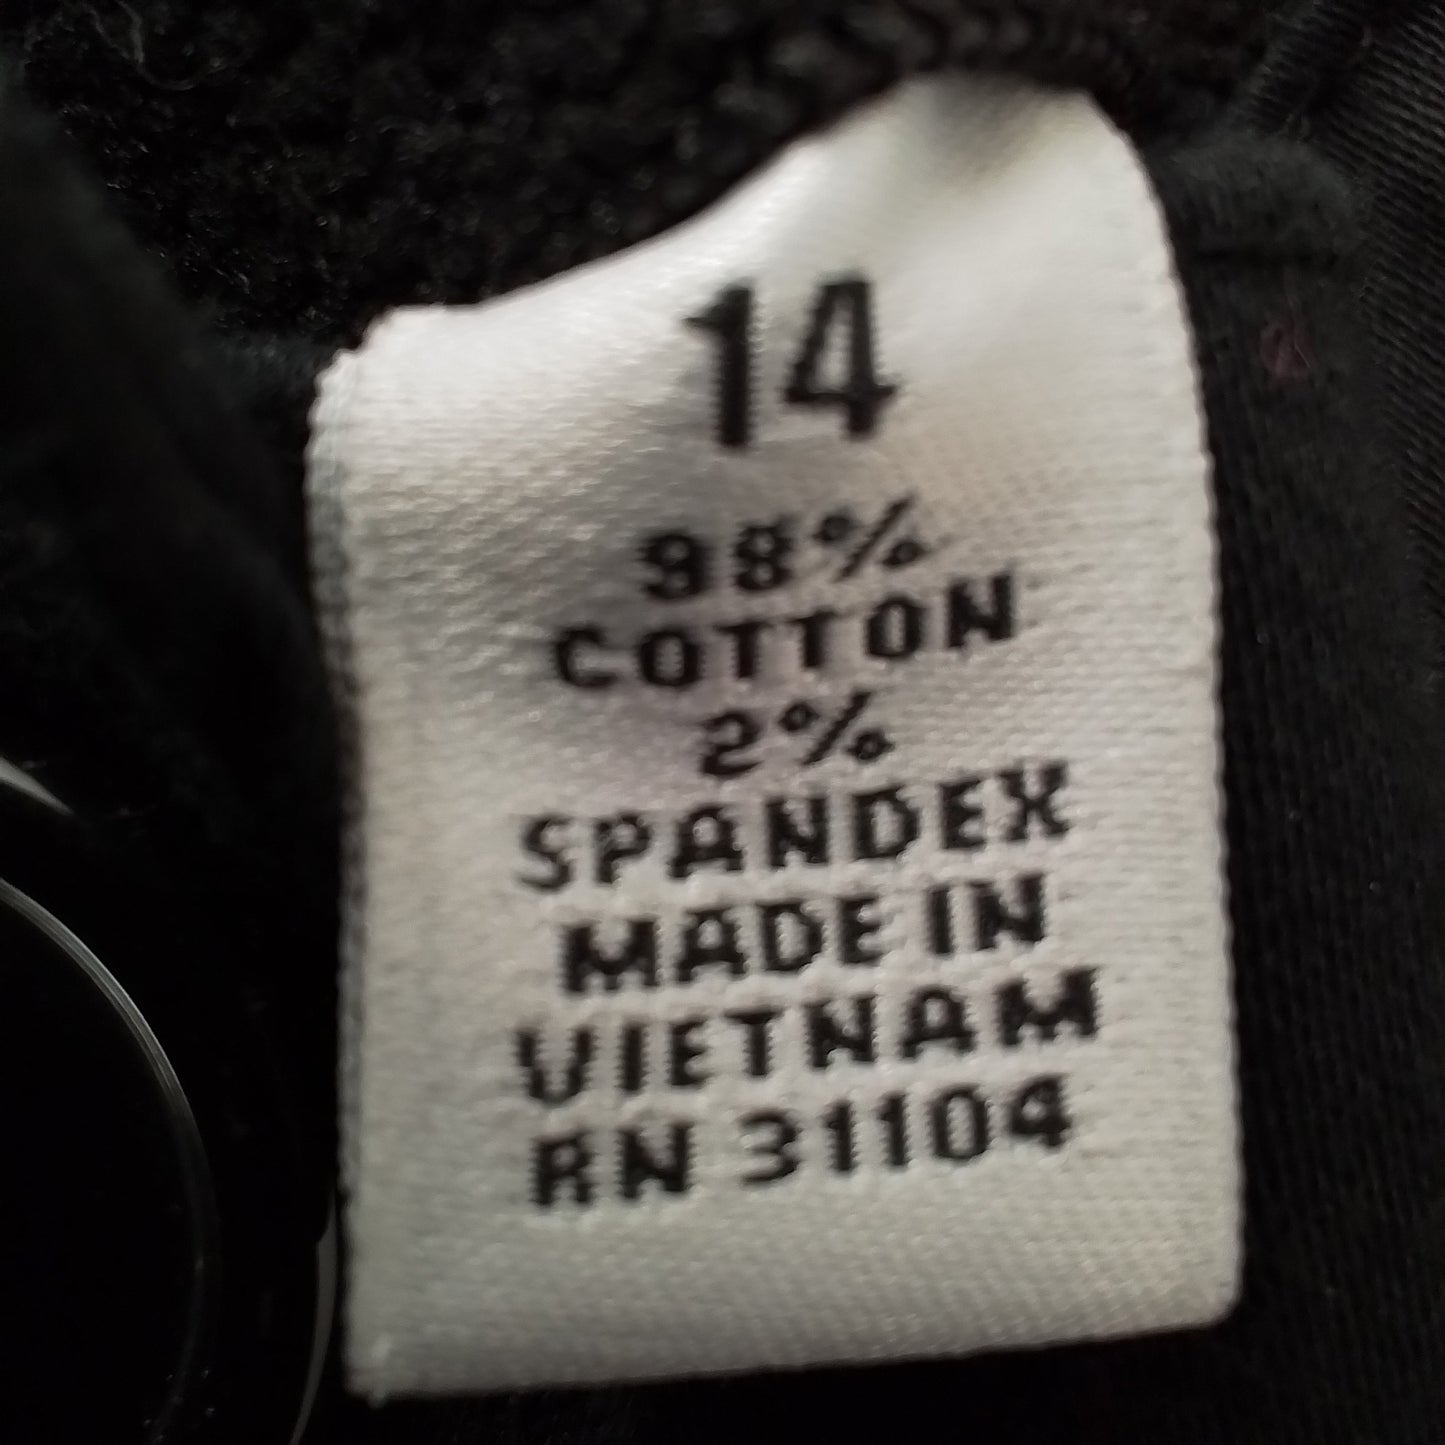 14
98%
COTTON
2%
SPANDEX
MADE IN
VIETNAM
RN 31104